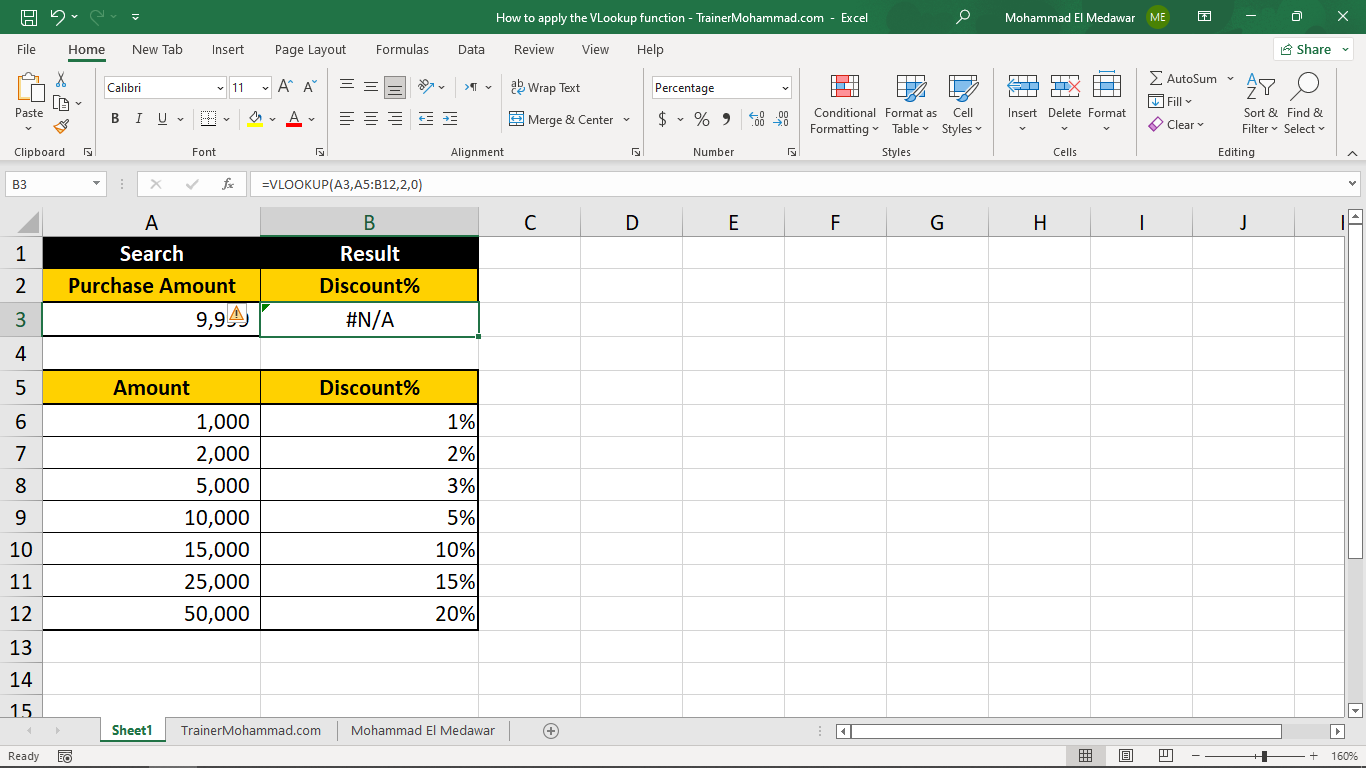 How to apply the VLookup function - TrainerMohammad.com - Excel
Mohammad El Medawar ME
File Home New Tab Insert Page Layout Formulas Data Review View Help Share
Paste
Calibri 11
B I U A
Wrap Text
Merge & Center
Percentage
$ % 9
Conditional Formatting
Format as Table
Cell Styles
Insert Delete Format
AutoSum
Fill
Clear
Sort & Filter
Find & Select
Clipboard Font Alignment Number Styles Cells Editing
B3 fx =VLOOKUP(A3,A5:B12,2,0)
A B C D E F G H I J
1 Search Result
2 Purchase Amount Discount%
3 #N/A
4
5 Amount Discount%
6 1,000 1%
7 2,000 2%
8 5,000 3%
9 10,000 5%
10 15,000 10%
11 25,000 15%
12 50,000 20%
13
14
15
Sheet1 TrainerMohammad.com Mohammad El Medawar
Ready 160%